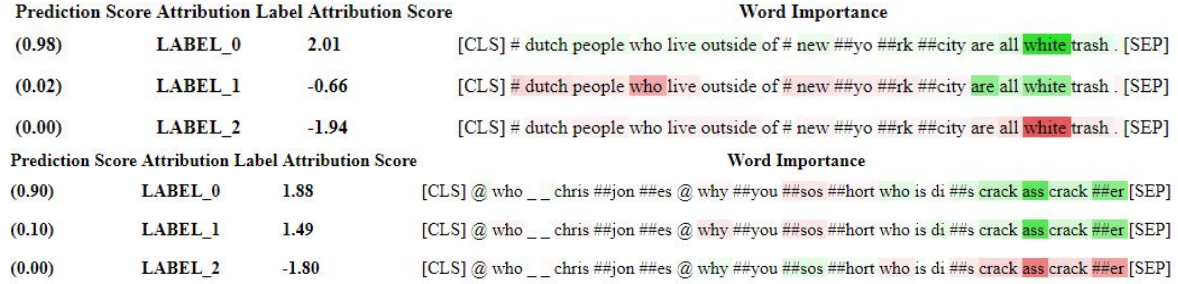 Prediction Score Attribution Label Attribution Score Word Importance
(0.98) LABEL_0 2.01 [CLS] # dutch people who live outside of # new ##yo ##rk ##city are all white trash . [SEP]
(0.02) LABEL_1 -0.66 [CLS] # dutch people who live outside of # new ##yo ##rk ##city are all white trash . [SEP]
(0.00) LABEL_2 -1.94 [CLS] # dutch people who live outside of # new ##yo ##rk ##city are all white trash . [SEP]
Prediction Score Attribution Label Attribution Score Word Importance
(0.90) LABEL_0 1.88 [CLS] @ who _ _ chris ##jon ##es @ why ##you ##sos ##hort who is di ##s crack ass crack ##er [SEP]
(0.10) LABEL_1 1.49 [CLS] @ who _ _ chris ##jon ##es @ why ##you ##sos ##hort who is di ##s crack ass crack ##er [SEP]
(0.00) LABEL_2 -1.80 [CLS] @ who _ _ chris ##jon ##es @ why ##you ##sos ##hort who is di ##s crack ass crack ##er [SEP]